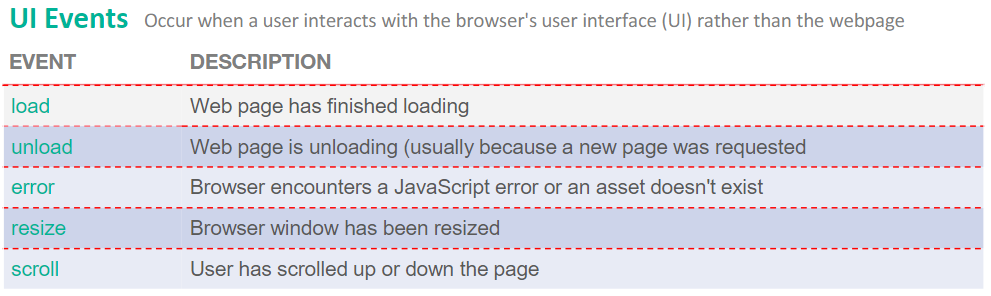 UI Events Occur when a user interacts with the browser's user interface (UI) rather than the webpage
EVENT DESCRIPTION
load Web page has finished loading
unload Web page is unloading (usually because a new page was requested
error Browser encounters a JavaScript error or an asset doesn't exist
resize Browser window has been resized
scroll User has scrolled up or down the page